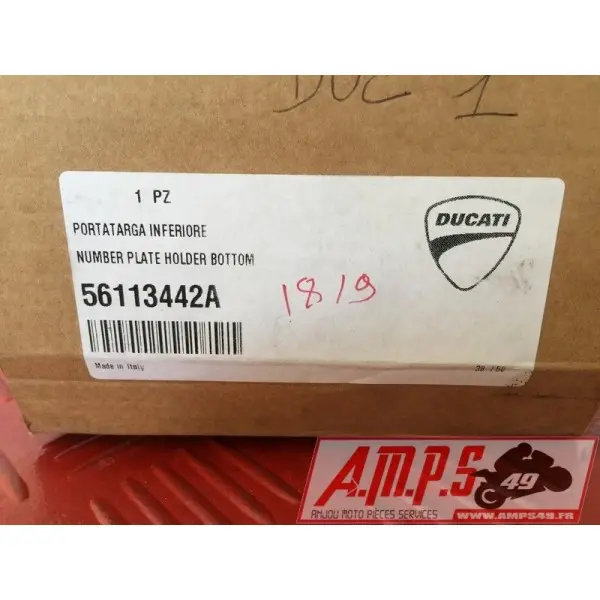 DUC 1
1 PZ
PORTATARGA INFERIORE
NUMBER PLATE HOLDER BOTTOM
56113442A
DUCATI
1819
Made in Italy
A.M.P.S
49
ANJOU MOTO PIÈCES SERVICES
WWW.AMPS49.FR